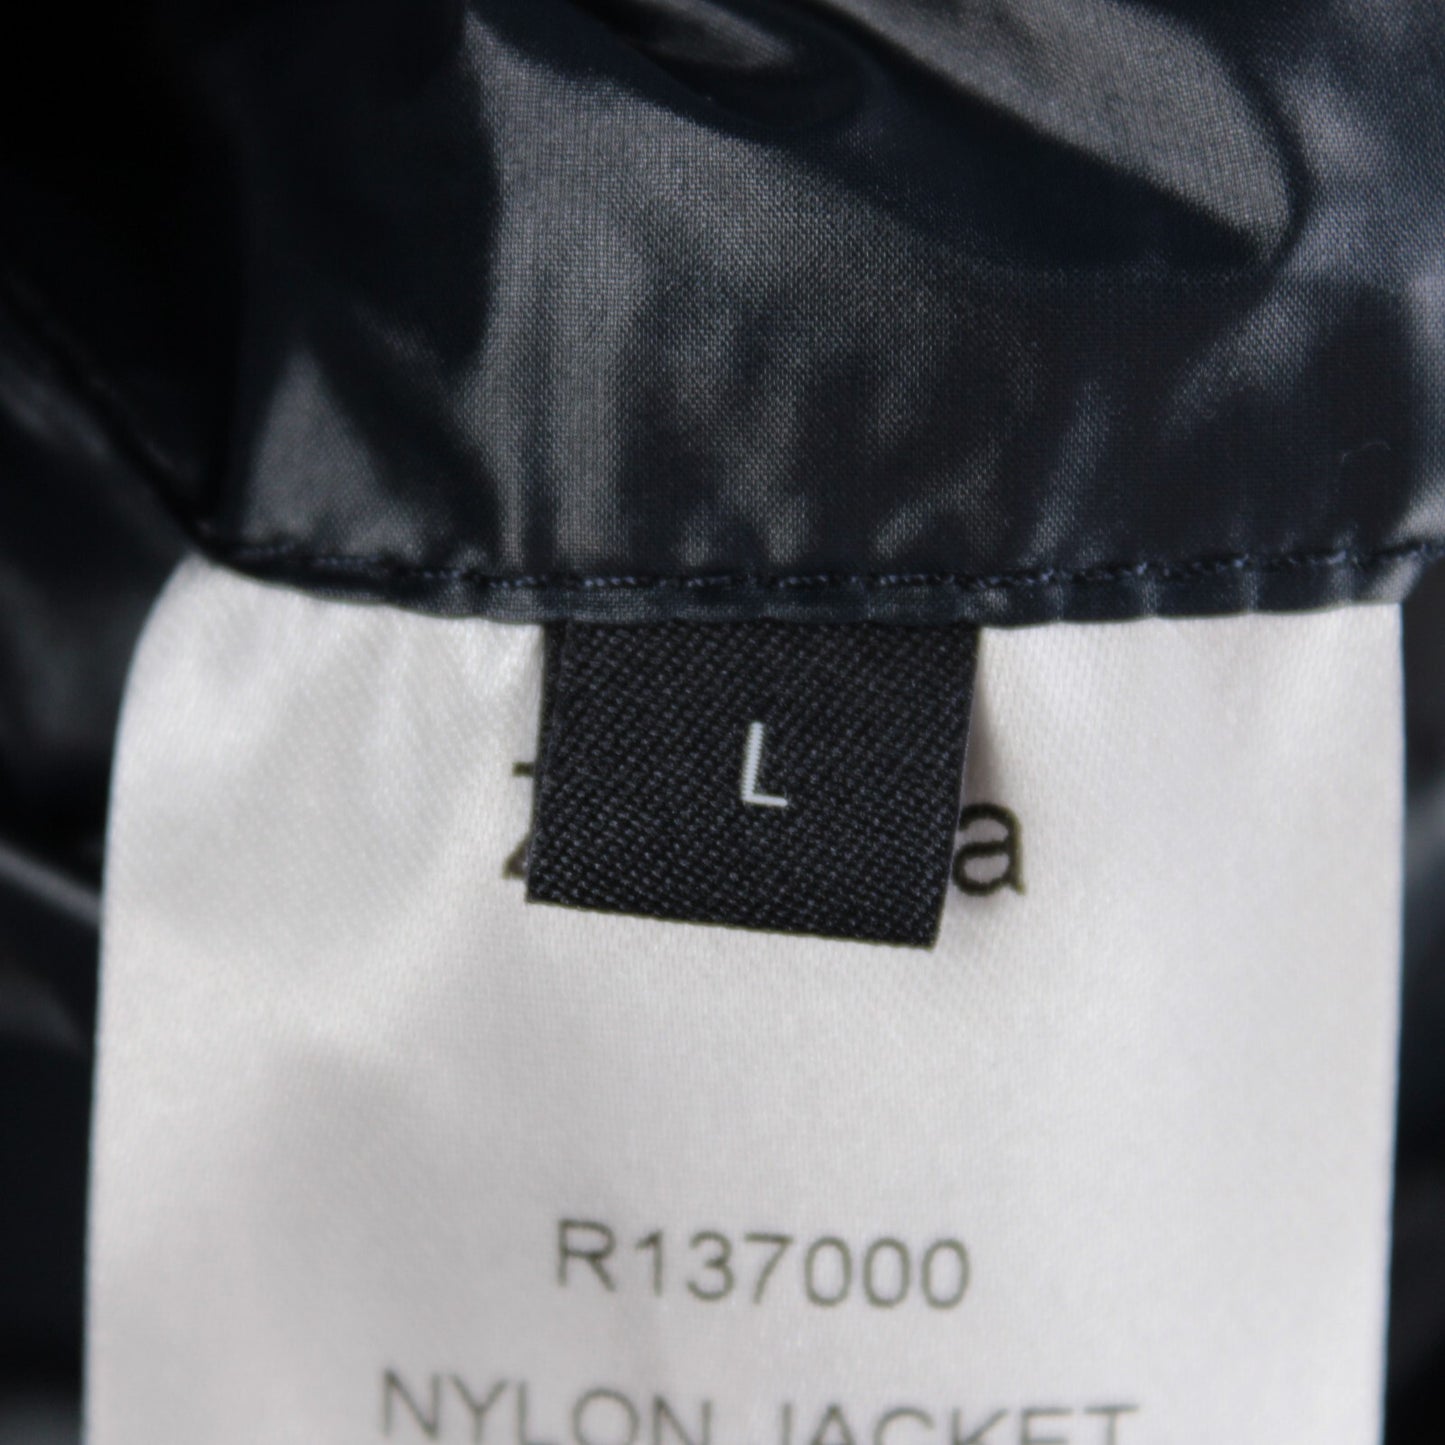 L
R137000
NYLON JACKET